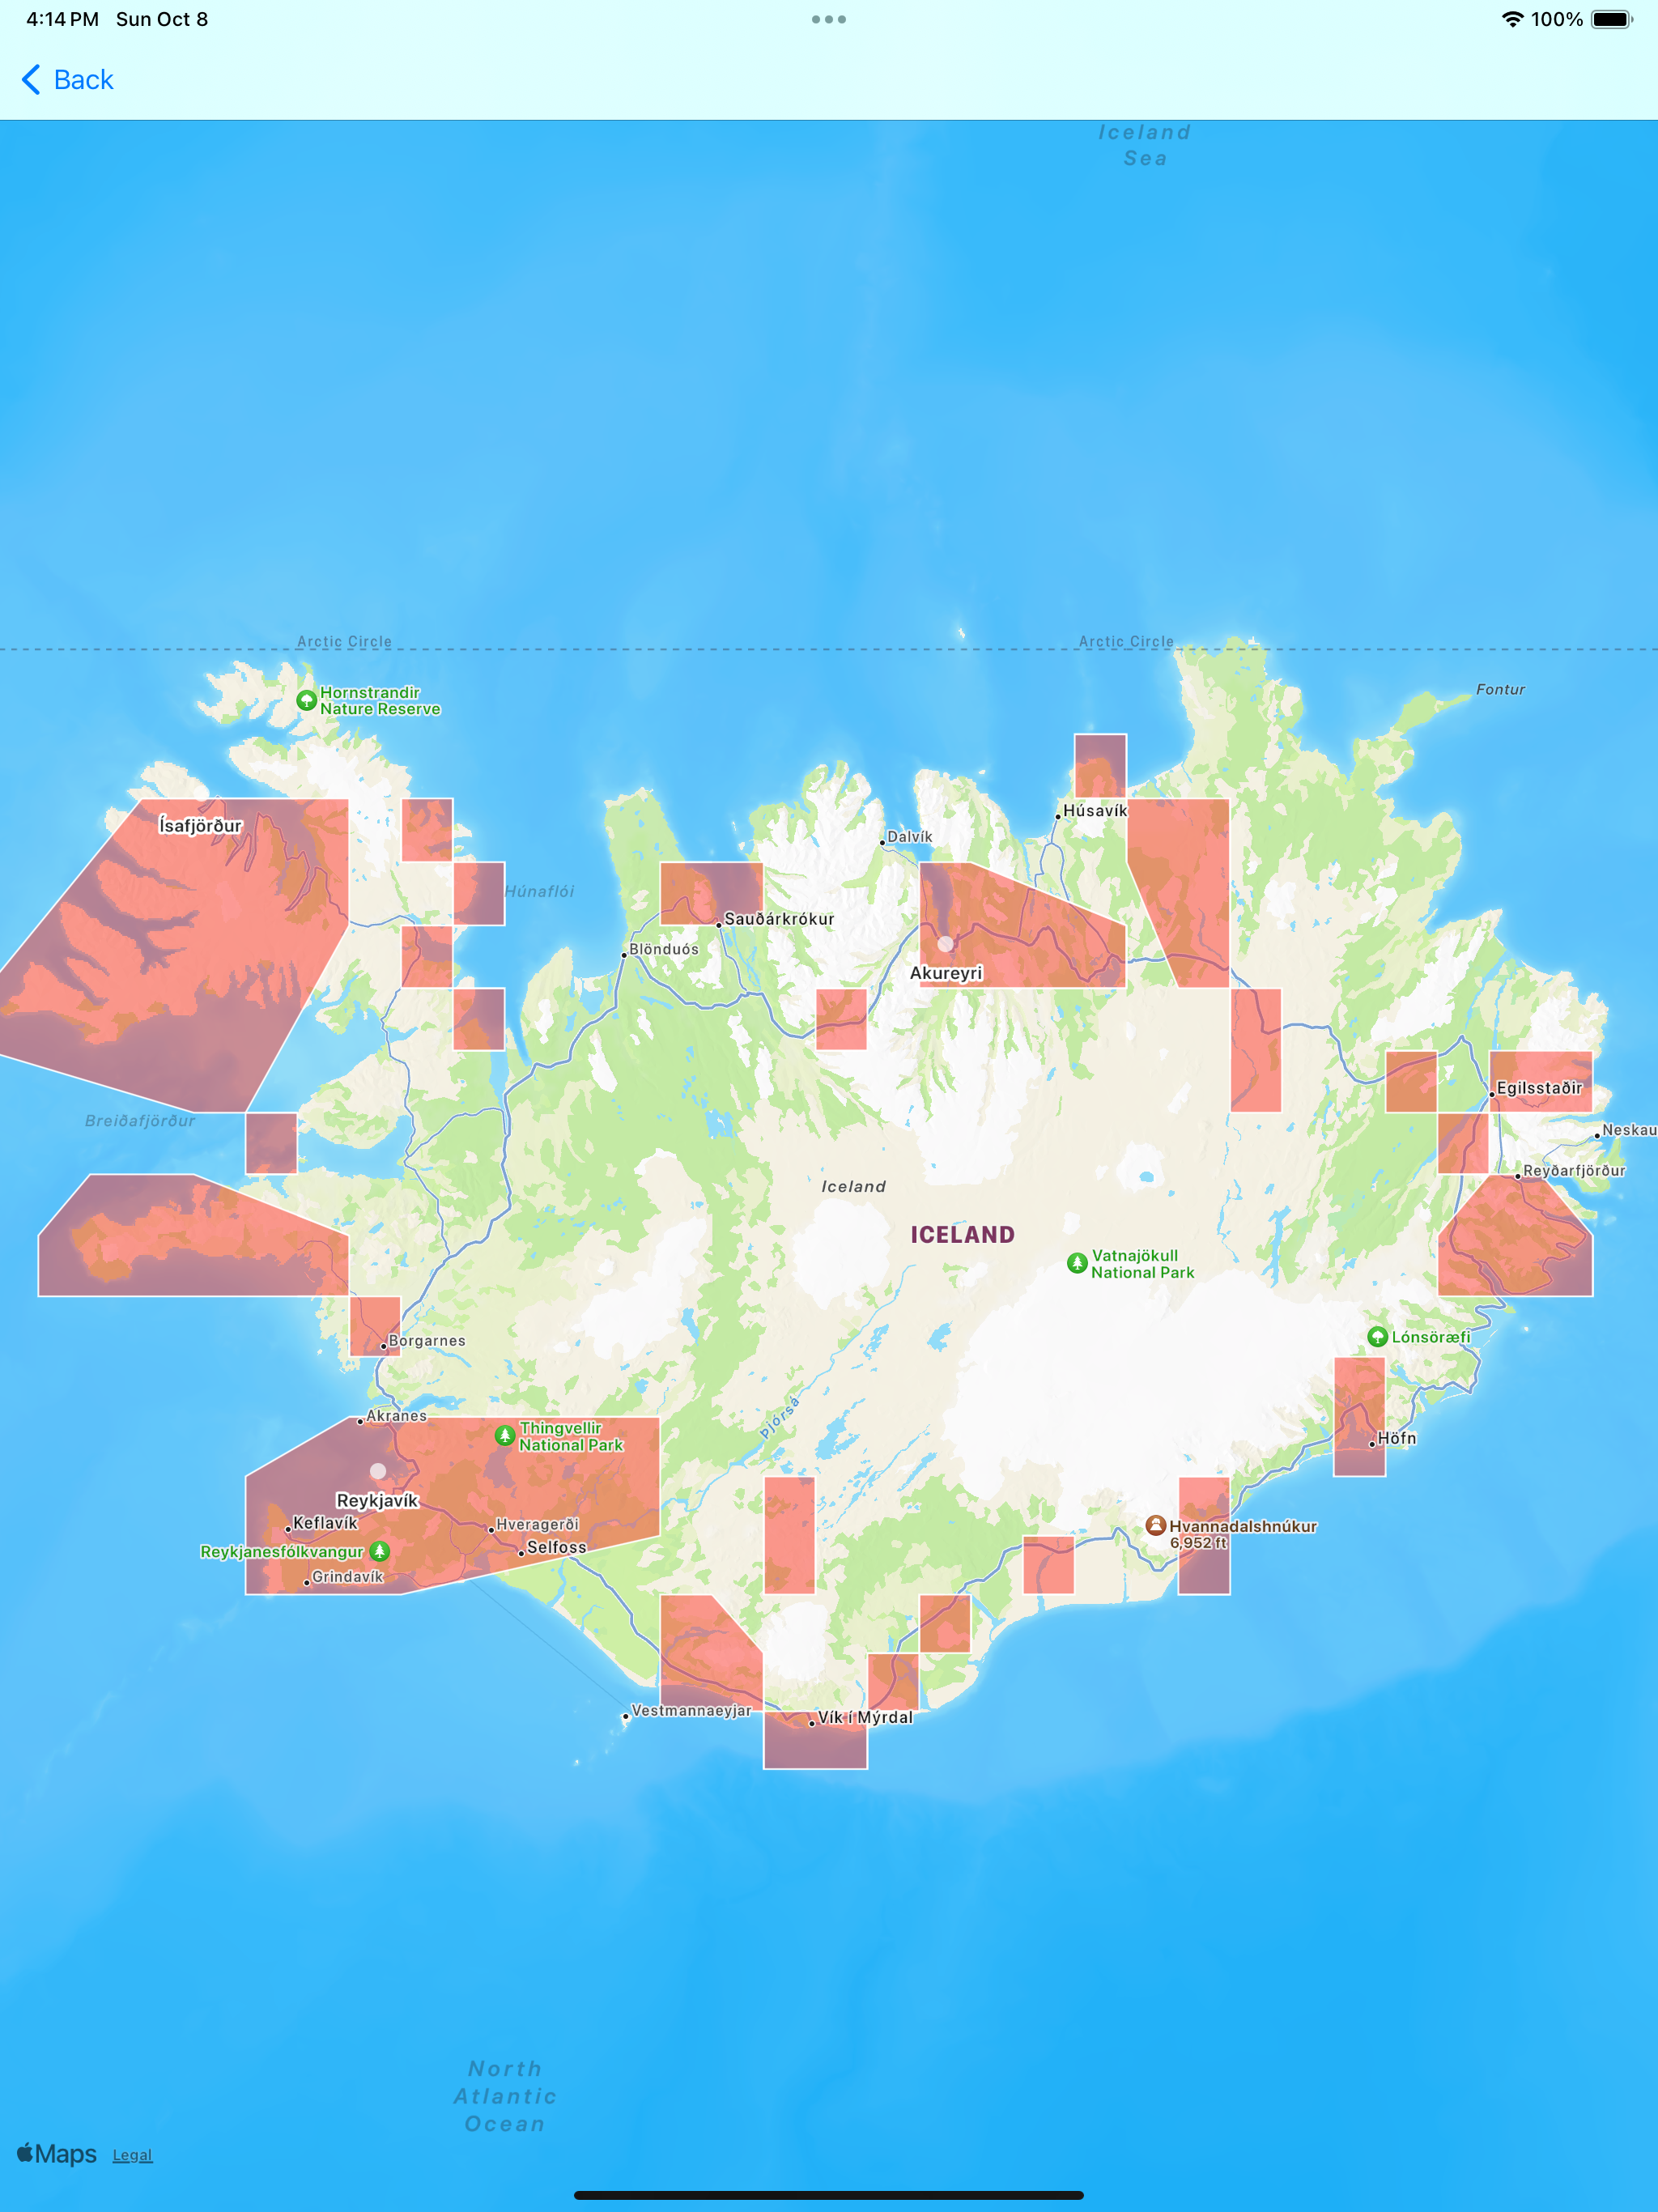 4:14 PM Sun Oct 8
100%
Back
Iceland
Sea
Arctic Circle
Arctic Circle
Fontur
Hornstrandir
Nature Reserve
Húsavík
Ísafjörður
Dalvík
Húnaflói
Sauðárkrókur
Blönduós
Akureyri
Egilsstaðir
Breiðafjörður
Neskau
Reyðarfjörður
Iceland
ICELAND
Vatnajökull
National Park
Lónsöræfi
Borgarnes
Akranes
Þjórsá
Thingvellir
National Park
Höfn
Reykjavík
Keflavík
Hveragerði
Hvannadalshnúkur
6,952 ft
Selfoss
Reykjanesfólkvangur
Grindavík
Vestmannaeyjar
Vík í Mýrdal
North
Atlantic
Ocean
Maps
Legal